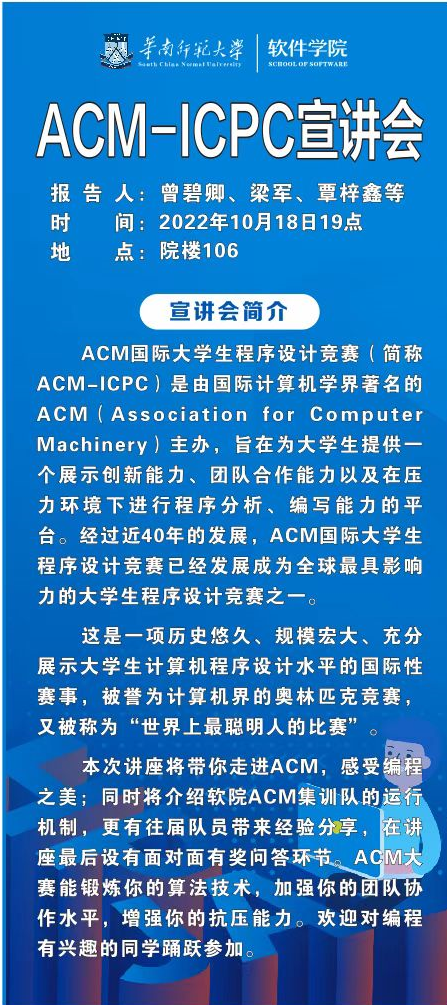 華南師範大學 软件学院
South China Normal University SCHOOL OF SOFTWARE
ACM-ICPC宣讲会
报告人：曾碧卿、梁军、覃梓鑫等
时间：2022年10月18日19点
地点：院楼106
宣讲会简介
ACM国际大学生程序设计竞赛（简称
ACM-ICPC）是由国际计算机学界著名的
ACM（Association for Computer
Machinery）主办，旨在为大学生提供一
个展示创新能力、团队合作能力以及在压
力环境下进行程序分析、编写能力的平
台。经过近40年的发展，ACM国际大学生
程序设计竞赛已经发展成为全球最具影响
力的大学生程序设计竞赛之一。
这是一项历史悠久、规模宏大、充分
展示大学生计算机程序设计水平的国际性
赛事，被誉为计算机界的奥林匹克竞赛，
又被称为“世界上最聪明人的比赛”。
本次讲座将带你走进ACM，感受编程
之美；同时将介绍软院ACM集训队的运行
机制，更有往届队员带来经验分享，在讲
座最后设有面对面有奖问答环节。ACM大
赛能锻炼你的算法技术，加强你的团队协
作水平，增强你的抗压能力。欢迎对编程
有兴趣的同学踊跃参加。